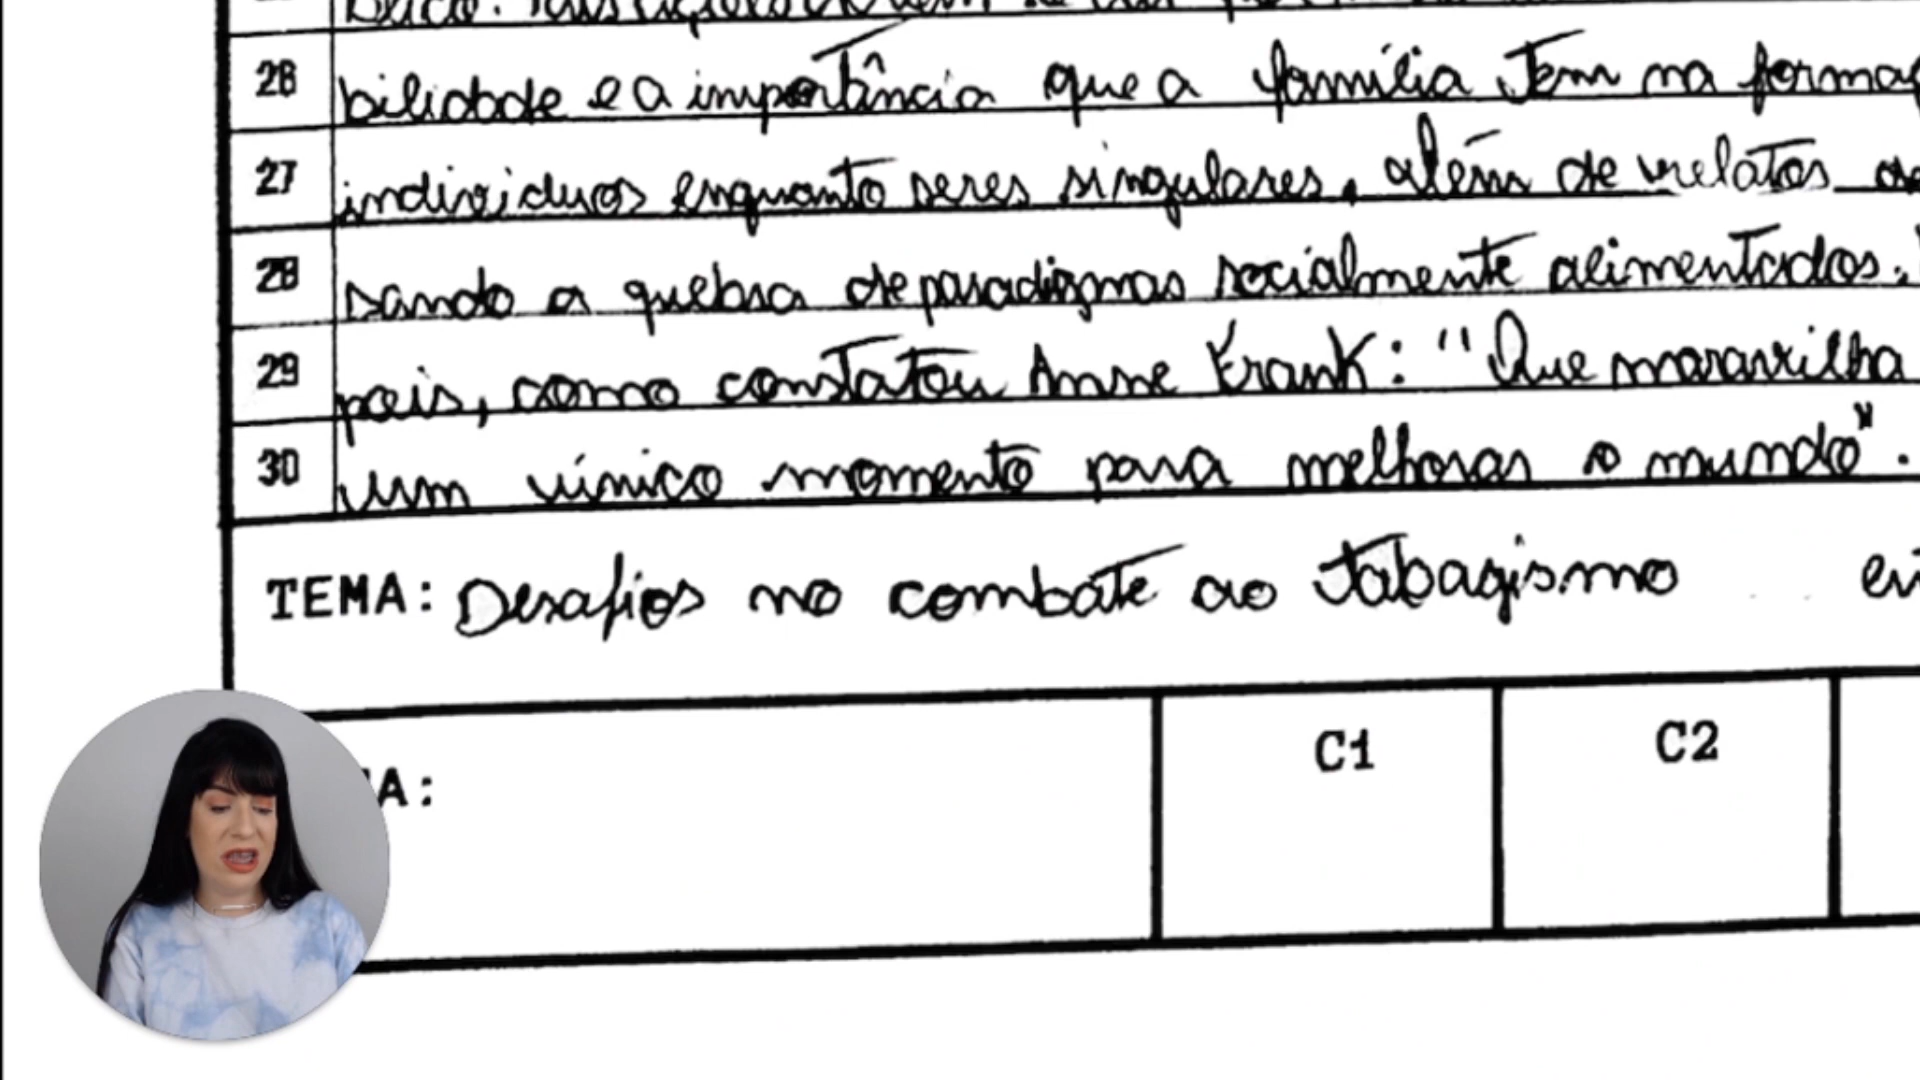 26 bilidade e a importância que a família tem na forma
27 individuos enquanto seres singulares, além de relatos
28 sando a quebra de paradigmas socialmente alimentados.
29 pois, como constatou Anne Frank: "Que maravilha
30 um único momento para melhorar o mundo".
TEMA: Desafios no combate ao tabagismo
A:
C1
C2